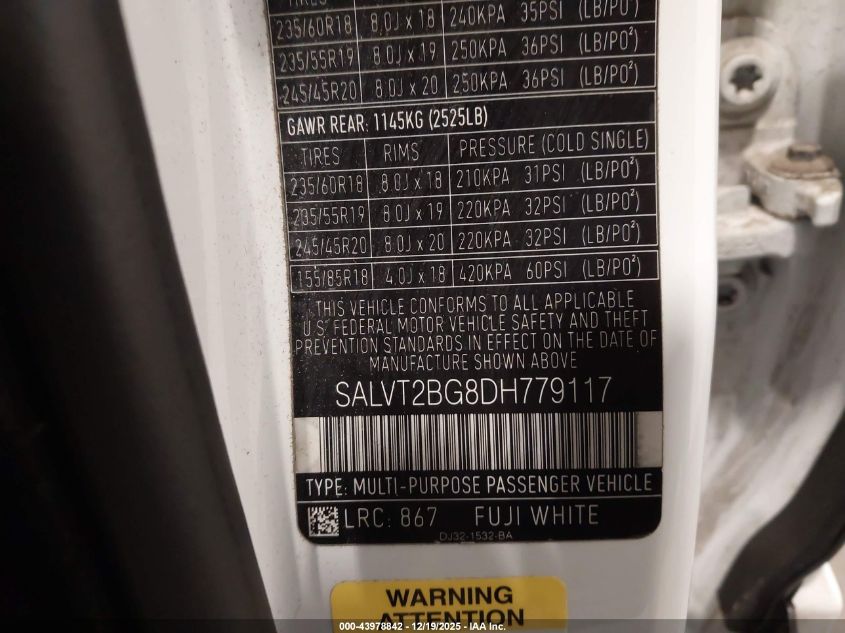 TIRES
235/60R18 8.0J x 18 240KPA 35PSI (LB/PO²)
235/55R19 8.0J x 19 250KPA 36PSI (LB/PO²)
245/45R20 8.0J x 20 250KPA 36PSI (LB/PO²)
GAWR REAR: 1145KG (2525LB)
TIRES RIMS PRESSURE (COLD SINGLE)
235/60R18 8.0J x 18 210KPA 31PSI (LB/PO²)
235/55R19 8.0J x 19 220KPA 32PSI (LB/PO²)
245/45R20 8.0J x 20 220KPA 32PSI (LB/PO²)
155/85R18 4.0J x 18 420KPA 60PSI (LB/PO²)
THIS VEHICLE CONFORMS TO ALL APPLICABLE
U.S. FEDERAL MOTOR VEHICLE SAFETY AND THEFT
PREVENTION STANDARDS IN EFFECT ON THE DATE OF
MANUFACTURE SHOWN ABOVE
SALVT2BG8DH779117
TYPE: MULTI-PURPOSE PASSENGER VEHICLE
LRC: 867 FUJI WHITE
DJ32-1532-BA
WARNING
ATTENTION
000-43978842 - 12/19/2025 - IAA Inc.